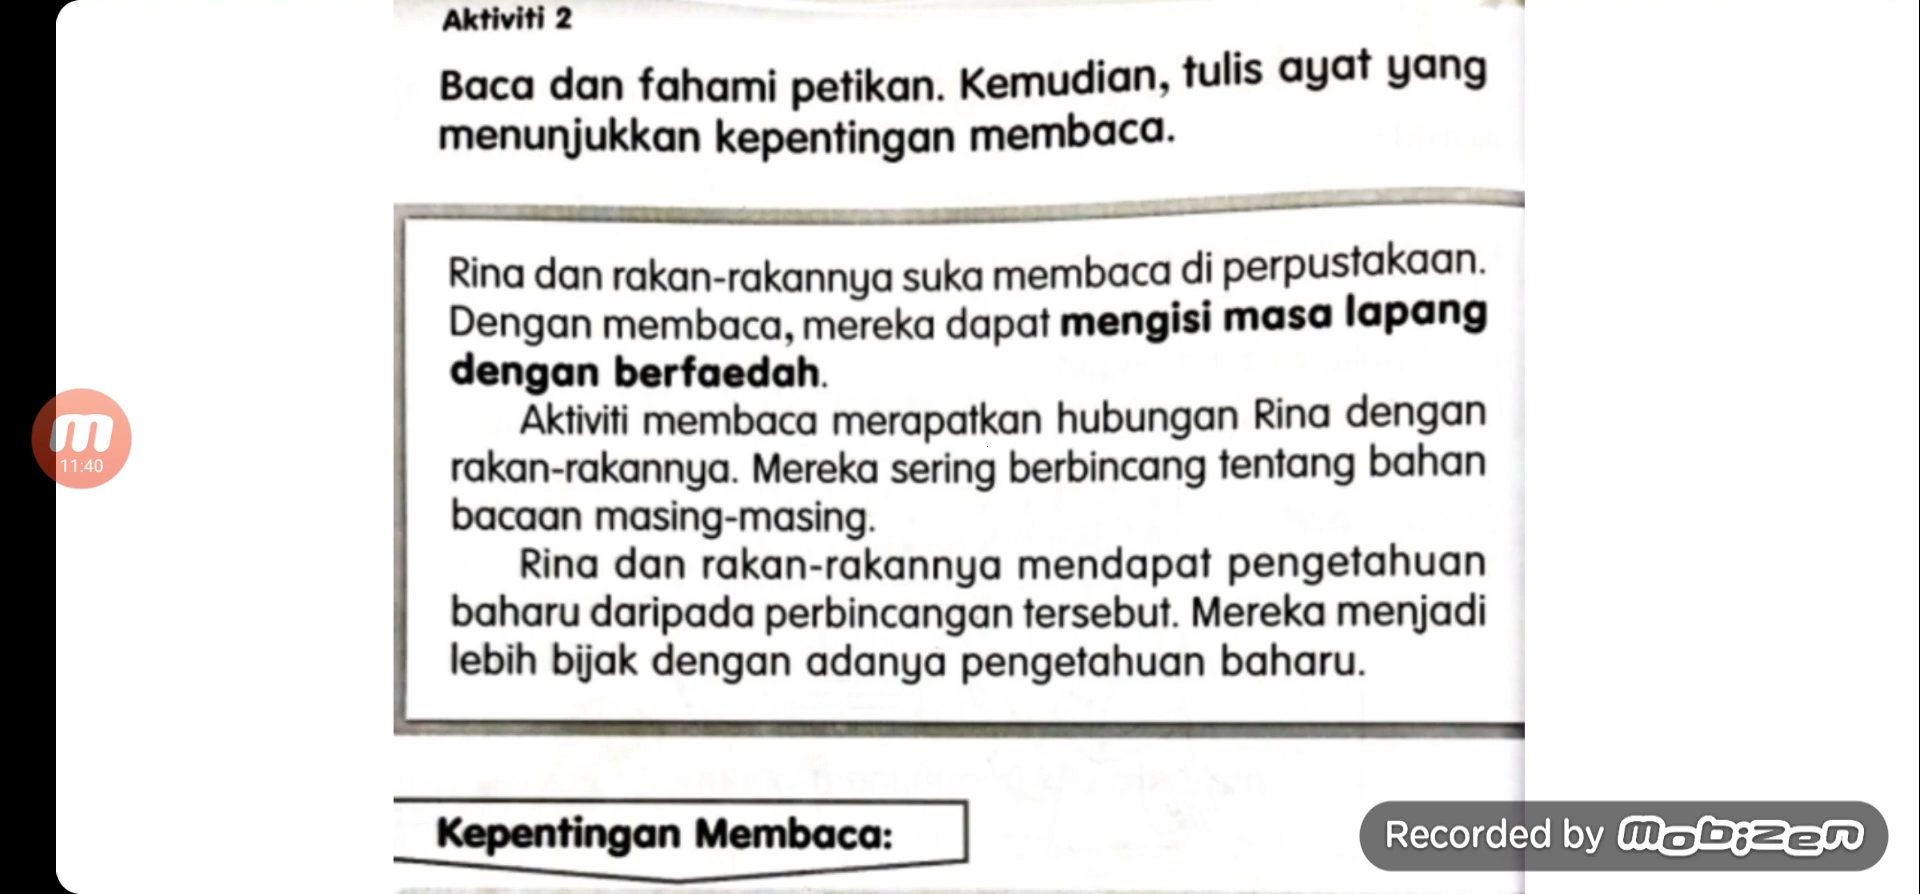 Aktiviti 2
Baca dan fahami petikan. Kemudian, tulis ayat yang
menunjukkan kepentingan membaca.
Rina dan rakan-rakannya suka membaca di perpustakaan.
Dengan membaca, mereka dapat mengisi masa lapang
dengan berfaedah.
Aktiviti membaca merapatkan hubungan Rina dengan
rakan-rakannya. Mereka sering berbincang tentang bahan
bacaan masing-masing.
Rina dan rakan-rakannya mendapat pengetahuan
baharu daripada perbincangan tersebut. Mereka menjadi
lebih bijak dengan adanya pengetahuan baharu.
11:40
Kepentingan Membaca:
Recorded by Mobizen